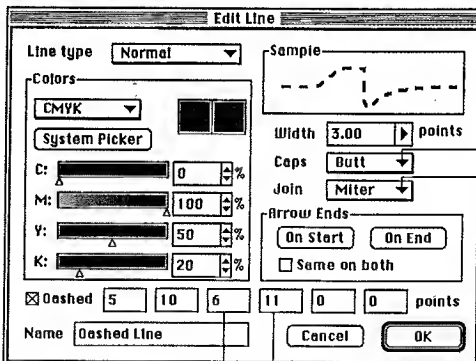 Edit Line
Line type Normal
Colors
CMYK
System Picker
C: 0 %
M: 100 %
Y: 50 %
K: 20 %
Sample
Width 3.00 points
Caps Butt
Join Miter
Arrow Ends
On Start On End
Same on both
Dashed 5 10 6 11 0 0 points
Name Dashed Line
Cancel OK